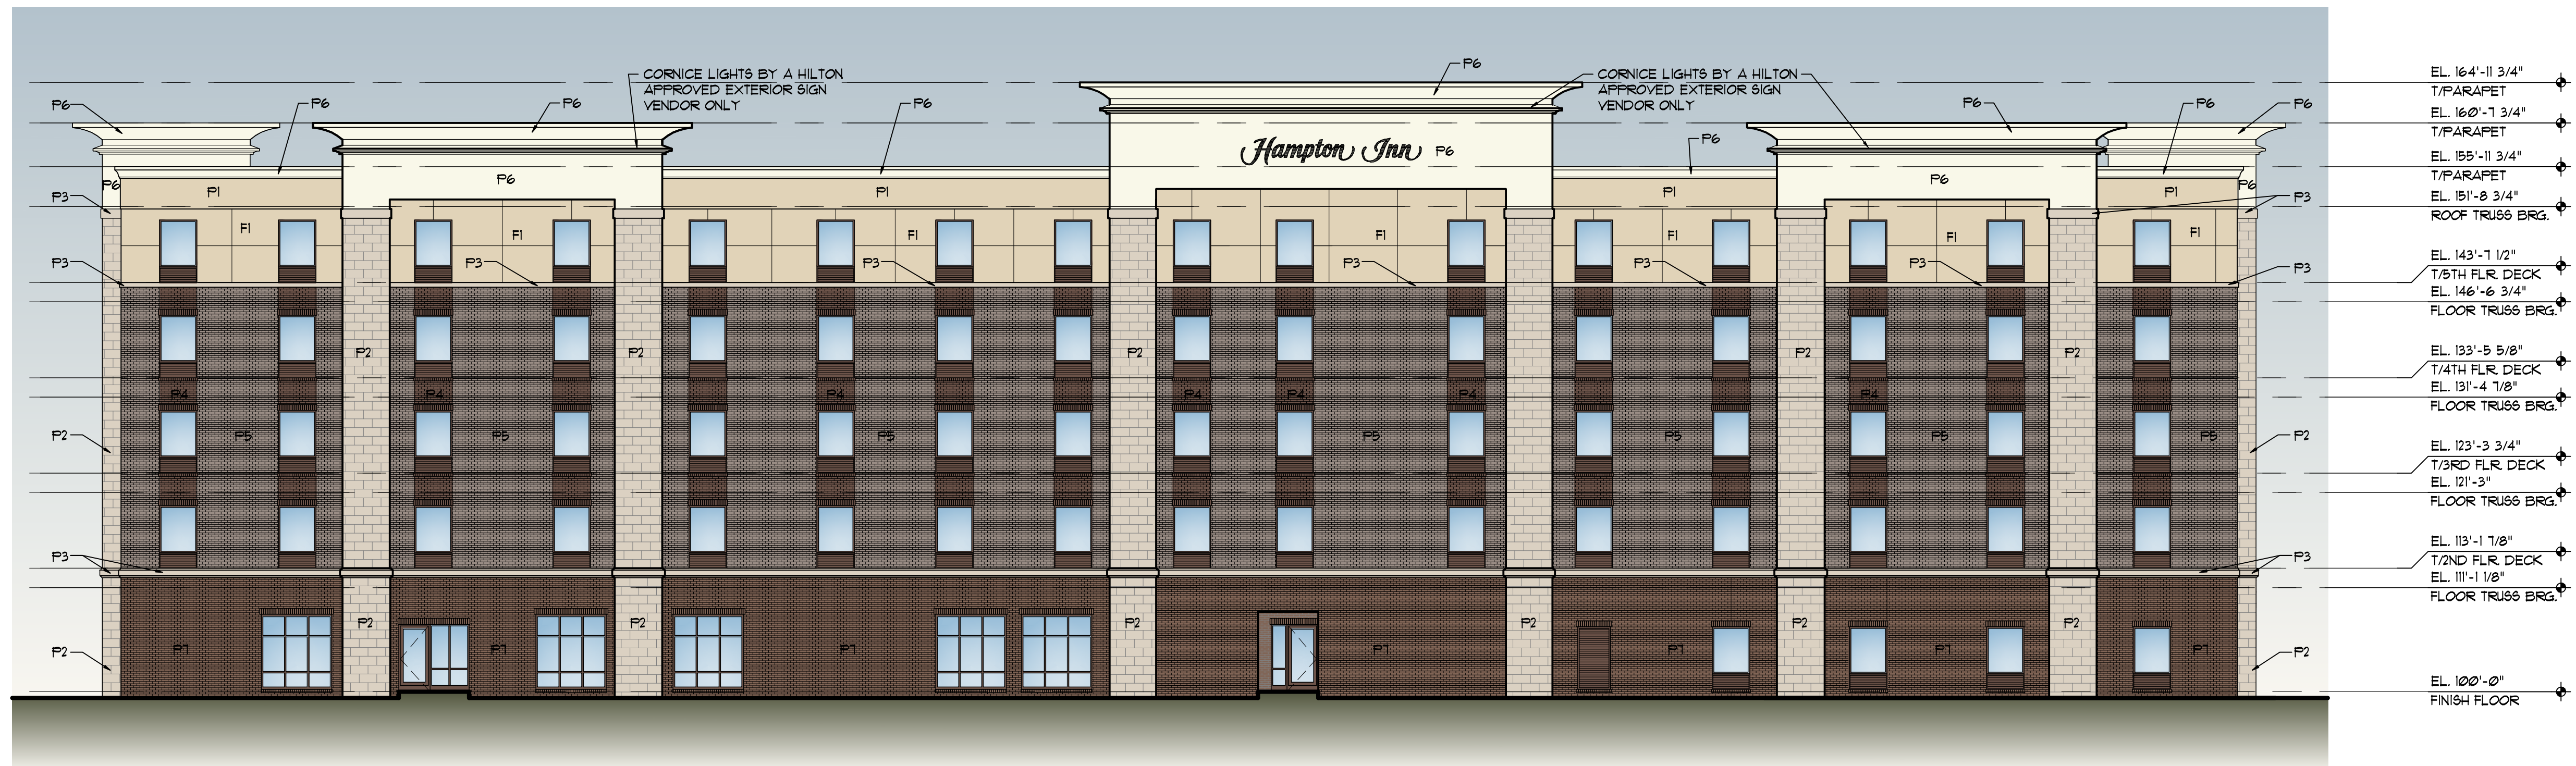 P6
CORNICE LIGHTS BY A HILTON
APPROVED EXTERIOR SIGN
VENDOR ONLY
CORNICE LIGHTS BY A HILTON
APPROVED EXTERIOR SIGN
VENDOR ONLY
P6 P6 P6 P6 P6 P6 P6
P6
Hampton Inn P6
P6 P1 P6 P1 P1 P6 P1 P6
P3 P3
F1 F1 F1 F1 F1 F1 F1
P3 P3 P3 P3 P3 P3 P3
P2 P2 P2 P2 P2
P4 P4 P4 P4 P4 P4 P4
P2 P5 P5 P5 P5 P5 P5 P5 P2
P3 P3
P2 P2 P2 P2 P2 P2
P2 P7 P7 P7 P7 P7 P7 P7 P2
EL. 164'-11 3/4"
T/PARAPET
EL. 160'-7 3/4"
T/PARAPET
EL. 155'-11 3/4"
T/PARAPET
EL. 151'-8 3/4"
ROOF TRUSS BRG.
EL. 143'-7 1/2"
T/5TH FLR. DECK
EL. 146'-6 3/4"
FLOOR TRUSS BRG.
EL. 133'-5 5/8"
T/4TH FLR. DECK
EL. 131'-4 7/8"
FLOOR TRUSS BRG.
EL. 123'-3 3/4"
T/3RD FLR. DECK
EL. 121'-3"
FLOOR TRUSS BRG.
EL. 113'-1 7/8"
T/2ND FLR. DECK
EL. 111'-1 1/8"
FLOOR TRUSS BRG.
EL. 100'-0"
FINISH FLOOR